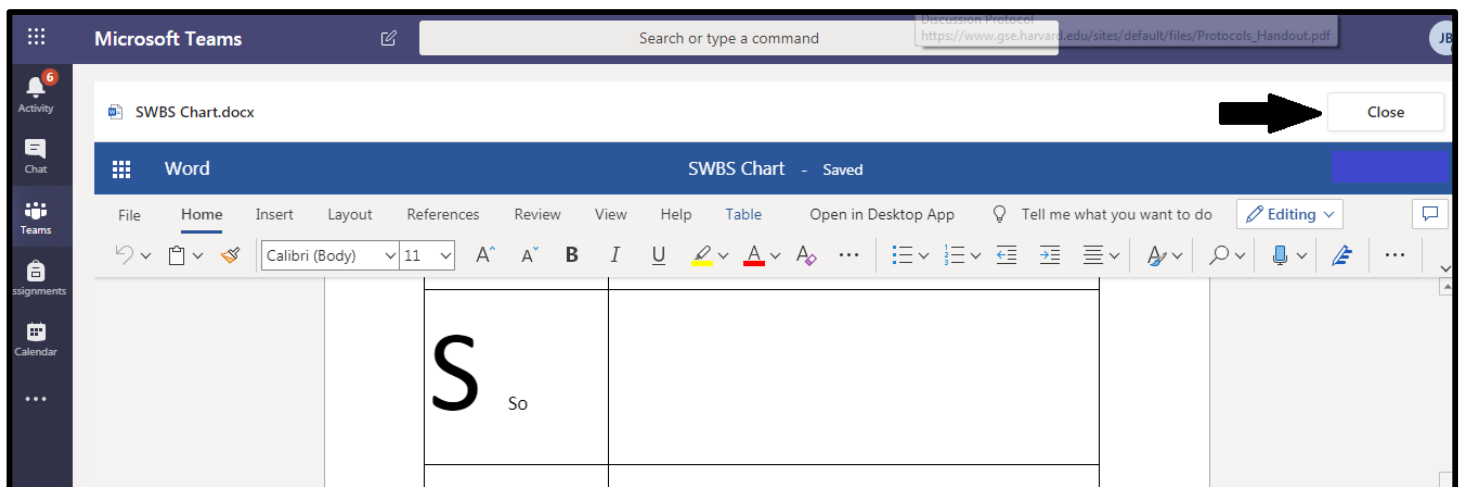 Discussion Protocol
Microsoft Teams Search or type a command https://www.gse.harvard.edu/sites/default/files/Protocols_Handout.pdf JB
6
Activity
SWBS Chart.docx Close
Chat
Word SWBS Chart - Saved
File Home Insert Layout References Review View Help Table Open in Desktop App Tell me what you want to do Editing
Teams
Calibri (Body) 11 A A B I U A A
ssignments
Calendar
S So